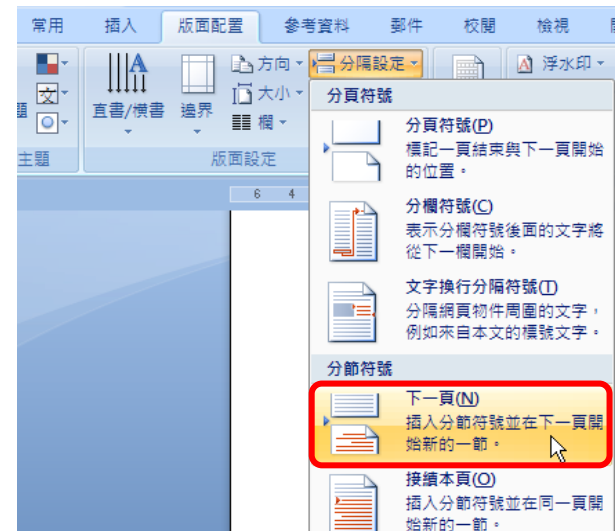 常用 插入 版面配置 參考資料 郵件 校閱 檢視
直書/橫書 邊界 方向 分隔設定 浮水印
大小
欄
主題 版面設定
6 4
分頁符號
分頁符號(P)
標記一頁結束與下一頁開始
的位置。
分欄符號(C)
表示分欄符號後面的文字將
從下一欄開始。
文字換行分隔符號(T)
分隔網頁物件周圍的文字，
例如來自本文的標號文字。
分節符號
下一頁(N)
插入分節符號並在下一頁開
始新的一節。
接續本頁(O)
插入分節符號並在同一頁開
始新的一節。